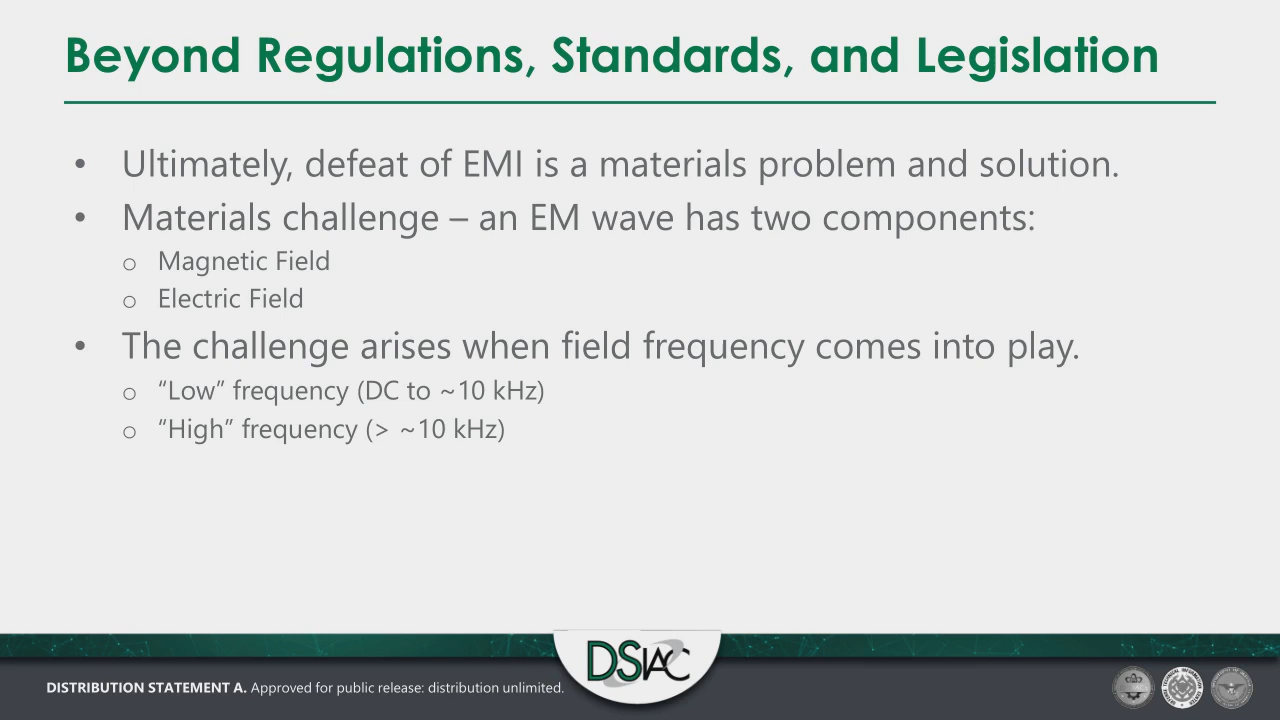 Beyond Regulations, Standards, and Legislation
• Ultimately, defeat of EMI is a materials problem and solution.
• Materials challenge – an EM wave has two components:
o Magnetic Field
o Electric Field
• The challenge arises when field frequency comes into play.
o “Low” frequency (DC to ~10 kHz)
o “High” frequency (> ~10 kHz)
DSIAC
DISTRIBUTION STATEMENT A. Approved for public release: distribution unlimited.